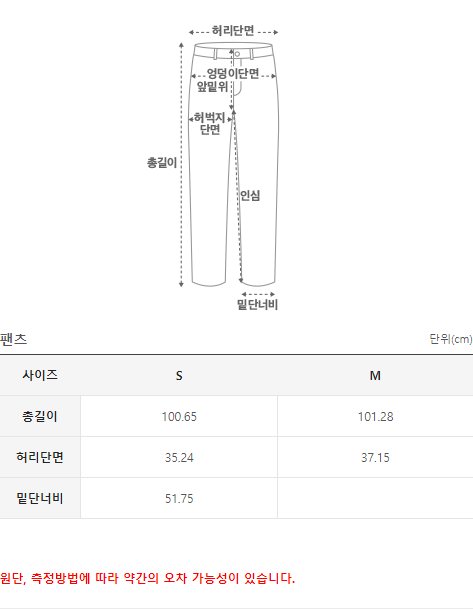 허리단면
엉덩이단면
앞밑위
허벅지
단면
총길이
인심
밑단너비
팬츠 단위(cm)
사이즈 S M
총길이 100.65 101.28
허리단면 35.24 37.15
밑단너비 51.75
원단, 측정방법에 따라 약간의 오차 가능성이 있습니다.